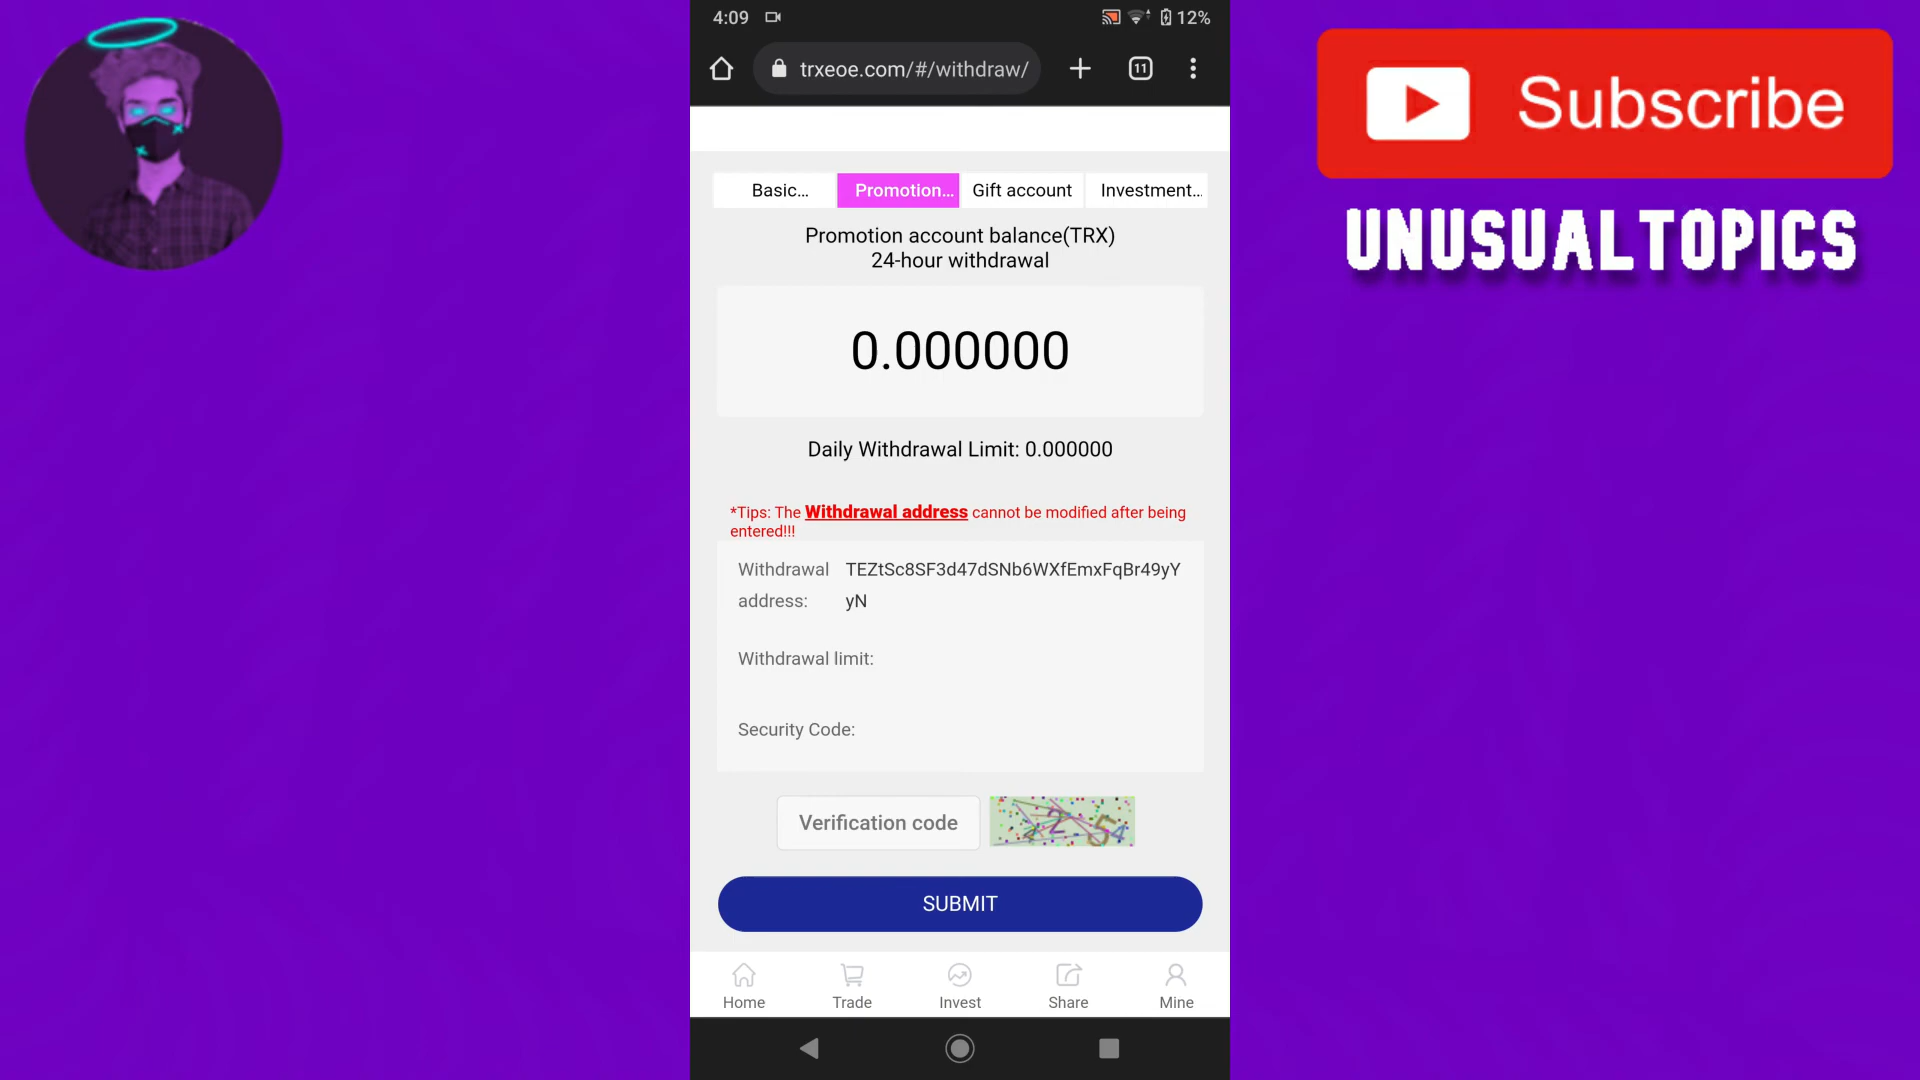 4:09
12%
trxeoe.com/#/withdraw/
11
Subscribe
UNUSUALTOPICS
Basic...
Promotion...
Gift account
Investment...
Promotion account balance(TRX)
24-hour withdrawal
0.000000
Daily Withdrawal Limit: 0.000000
*Tips: The Withdrawal address cannot be modified after being
entered!!!
Withdrawal address:
TEZtSc8SF3d47dSNb6WXfEmxFqBr49yY
yN
Withdrawal limit:
Security Code:
Verification code
SUBMIT
Home
Trade
Invest
Share
Mine